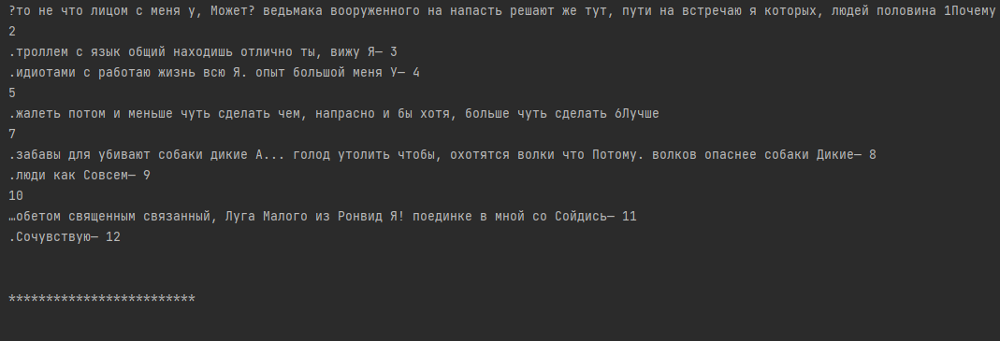 ?то не что лицом с меня у, Может? ведьмака вооруженного на напасть решают же тут, пути на встречаю я которых, людей половина 1Почему
2
.троллем с язык общий находишь отлично ты, вижу Я— 3
.идиотами с работаю жизнь всю Я. опыт большой меня У— 4
5
.жалеть потом и меньше чуть сделать чем, напрасно и бы хотя, больше чуть сделать 6Лучше
7
.забавы для убивают собаки дикие А... голод утолить чтобы, охотятся волки что Потому. волков опаснее собаки Дикие— 8
.люди как Совсем— 9
10
…обетом священным связанный, Луга Малого из Ронвид Я! поединке в мной со Сойдись— 11
.Сочувствую— 12
*************************